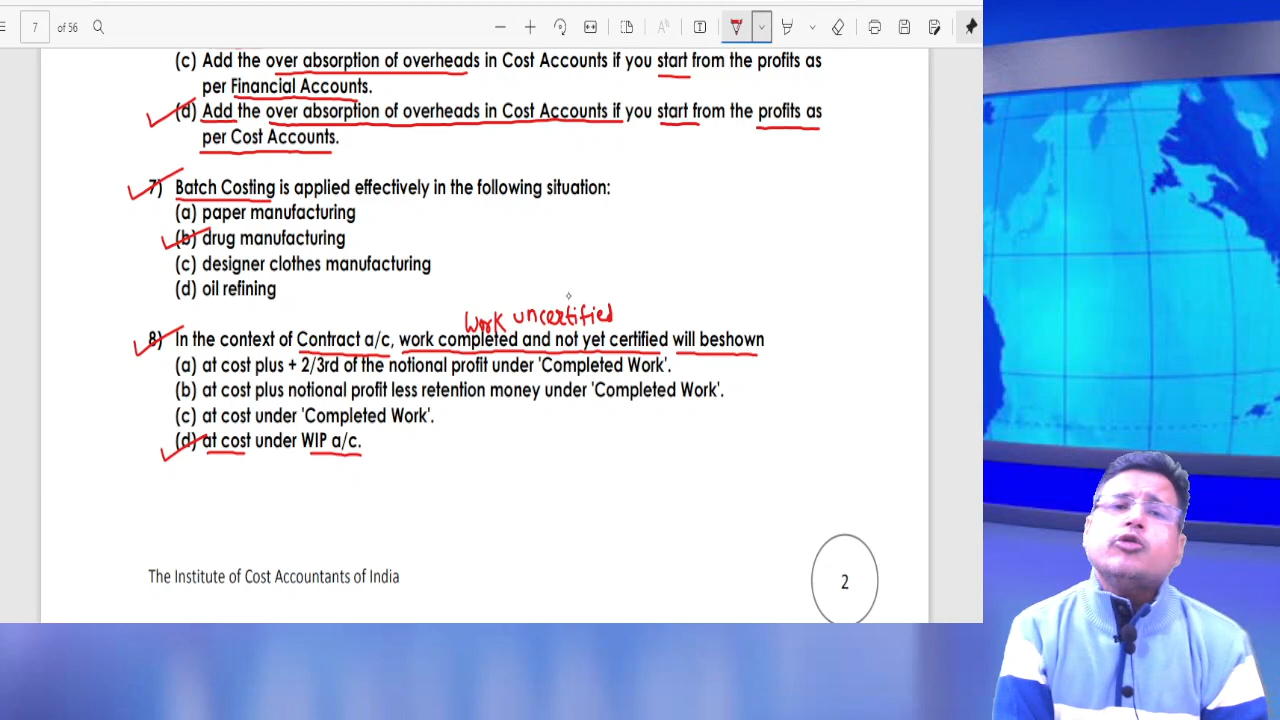 7 of 56
(c) Add the over absorption of overheads in Cost Accounts if you start from the profits as
per Financial Accounts.
(d) Add the over absorption of overheads in Cost Accounts if you start from the profits as
per Cost Accounts.
7) Batch Costing is applied effectively in the following situation:
(a) paper manufacturing
(b) drug manufacturing
(c) designer clothes manufacturing
(d) oil refining
Work uncertified
8) In the context of Contract a/c, work completed and not yet certified will beshown
(a) at cost plus + 2/3rd of the notional profit under 'Completed Work'.
(b) at cost plus notional profit less retention money under 'Completed Work'.
(c) at cost under 'Completed Work'.
(d) at cost under WIP a/c.
The Institute of Cost Accountants of India
2